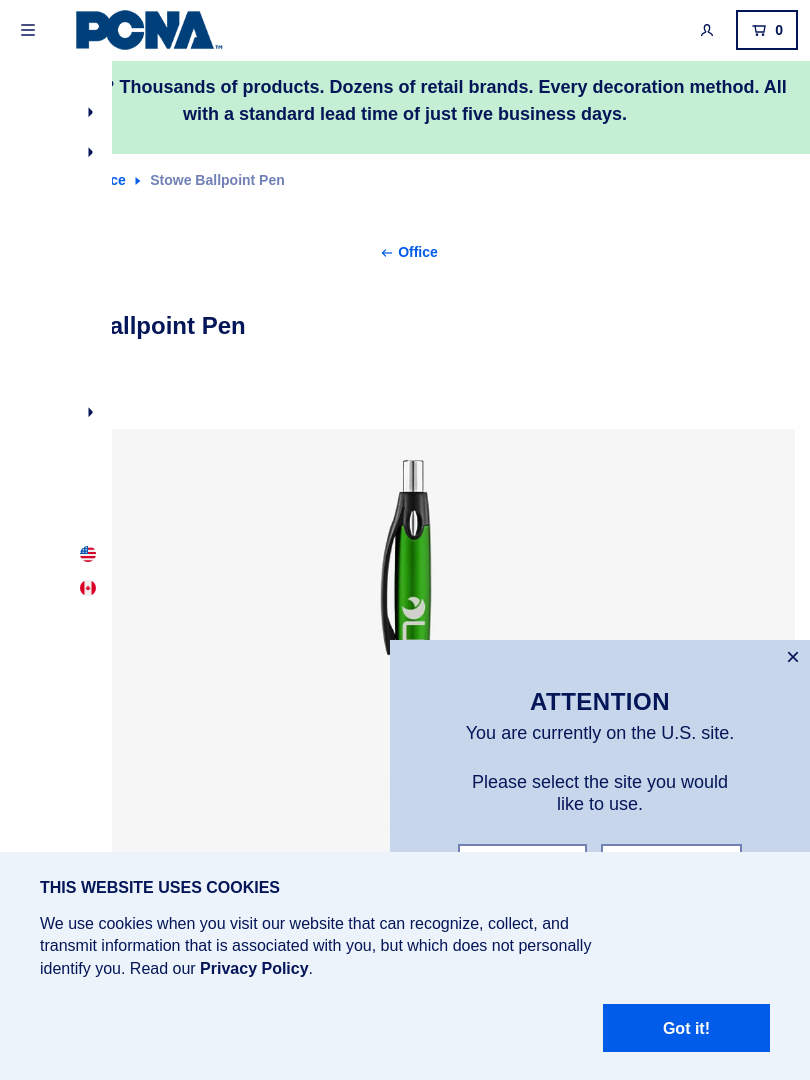 PCNA™
0
? Thousands of products. Dozens of retail brands. Every decoration method. All
with a standard lead time of just five business days.
Stowe Ballpoint Pen
Office
allpoint Pen
ATTENTION
You are currently on the U.S. site.
Please select the site you would
like to use.
THIS WEBSITE USES COOKIES
We use cookies when you visit our website that can recognize, collect, and
transmit information that is associated with you, but which does not personally
identify you. Read our Privacy Policy.
Got it!